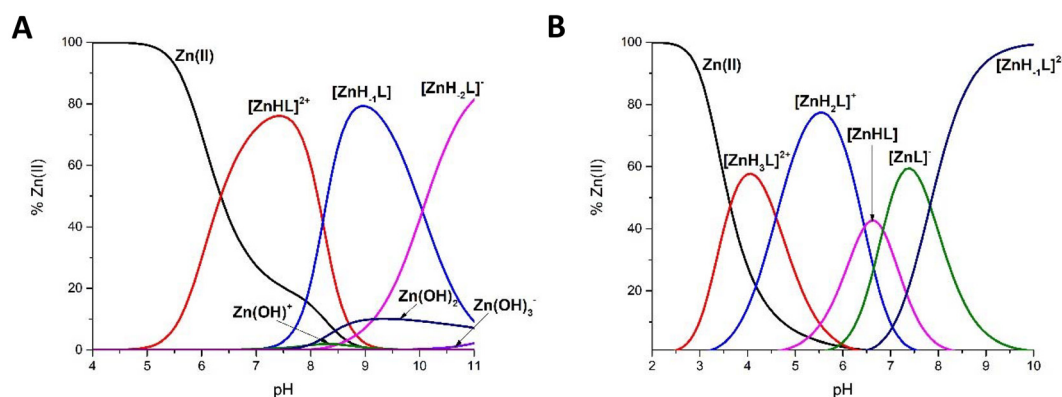 A
Zn(II)
[ZnHL]²⁺
[ZnH₋₁L]
[ZnH₋₂L]⁻
Zn(OH)⁺
Zn(OH)₂
Zn(OH)₃⁻
% Zn(II)
100
80
60
40
20
0
4 5 6 7 8 9 10 11
pH
B
Zn(II)
[ZnH₃L]²⁺
[ZnH₂L]⁺
[ZnHL]
[ZnL]⁻
[ZnH₋₁L]²
% Zn(II)
100
80
60
40
20
2 3 4 5 6 7 8 9 10
pH